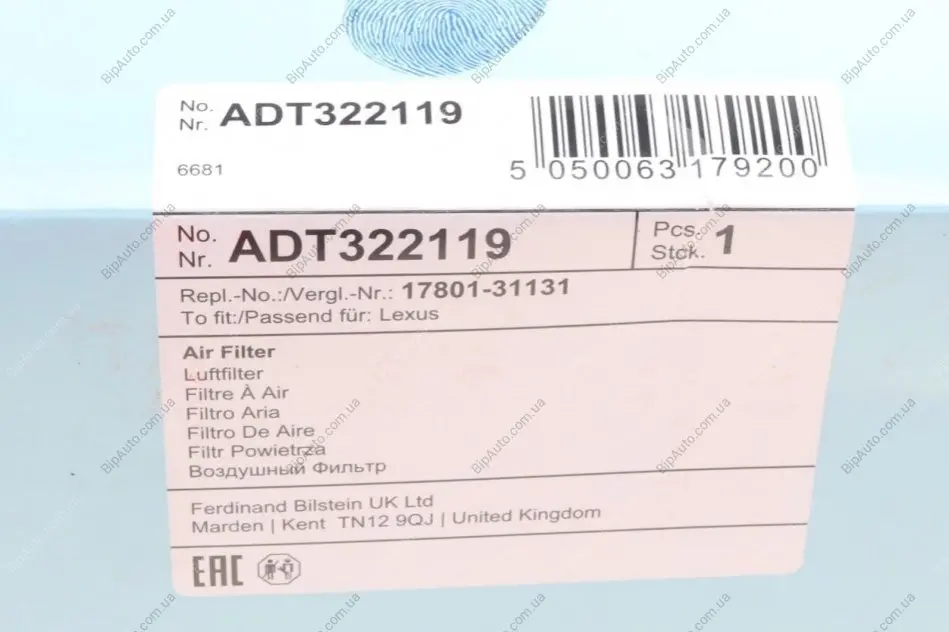 No.
Nr. ADT322119
6681
5 050063 179200
No.
Nr. ADT322119
Pcs.
Stck. 1
Repl.-No.:/Vergl.-Nr.: 17801-31131
To fit:/Passend für: Lexus
Air Filter
Luftfilter
Filtre À Air
Filtro Aria
Filtro De Aire
Filtr Powietrza
Воздушный Фильтр
Ferdinand Bilstein UK Ltd
Marden | Kent TN12 9QJ | United Kingdom
EAC
BipAuto.com.ua